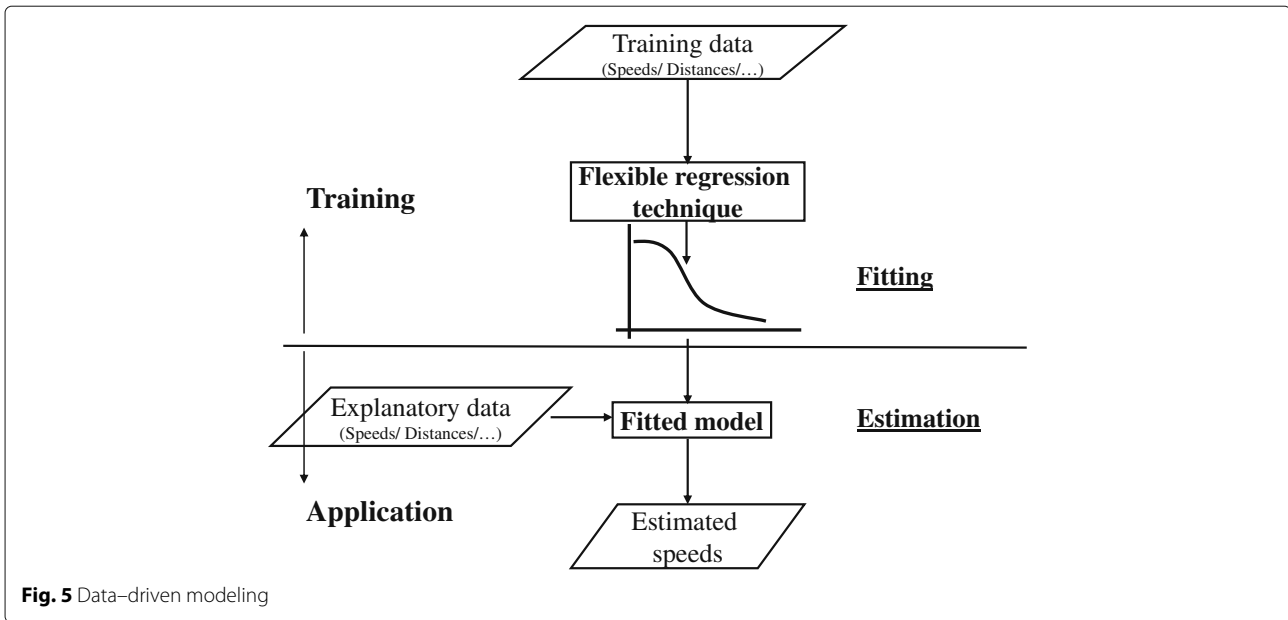 Training data
(Speeds/ Distances/...)
Flexible regression
technique
Training
Fitting
Explanatory data
(Speeds/ Distances/...)
Fitted model
Estimation
Application
Estimated
speeds
Fig. 5 Data–driven modeling